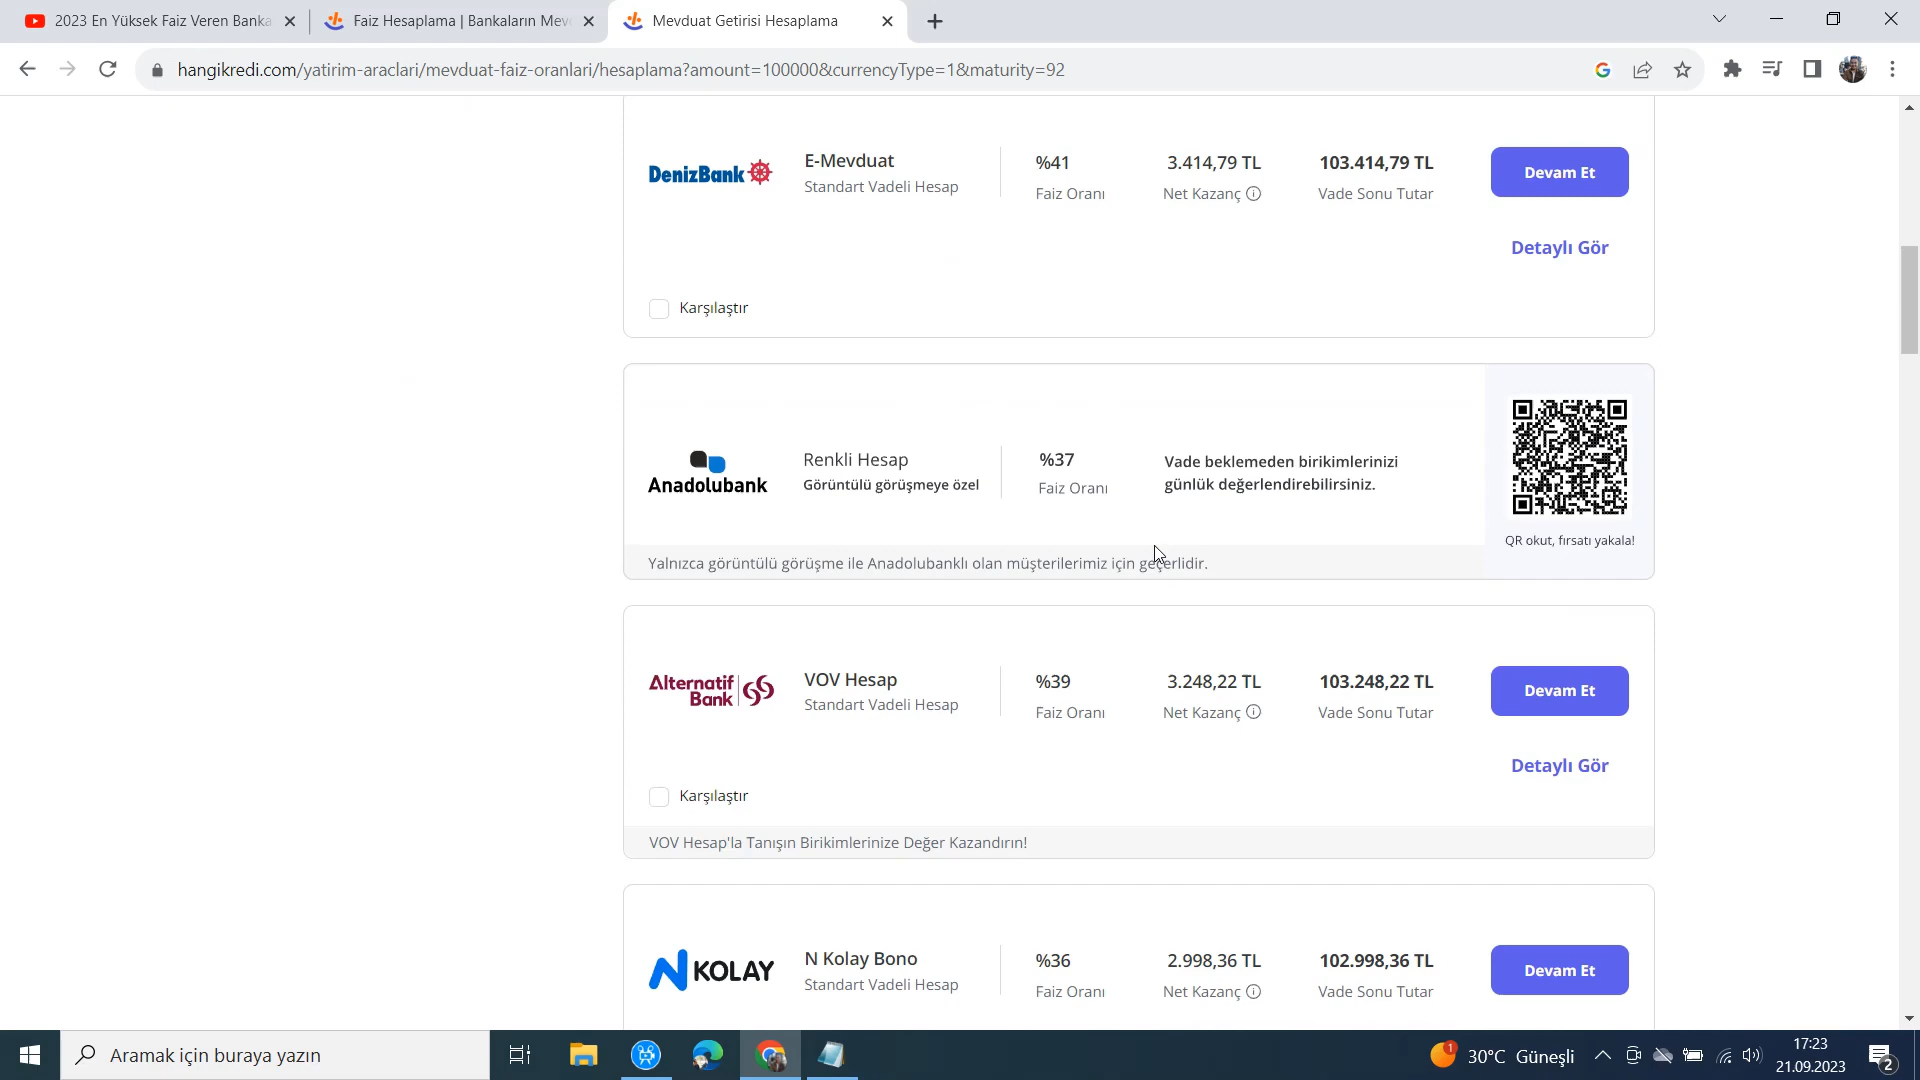 2023 En Yüksek Faiz Veren Banka
Faiz Hesaplama | Bankaların Mev
Mevduat Getirisi Hesaplama
hangikredi.com/yatirim-araclari/mevduat-faiz-oranlari/hesaplama?amount=100000&currencyType=1&maturity=92
DenizBank
E-Mevduat
Standart Vadeli Hesap
%41
Faiz Oranı
3.414,79 TL
Net Kazanç
103.414,79 TL
Vade Sonu Tutar
Devam Et
Detaylı Gör
Karşılaştır
Anadolubank
Renkli Hesap
Görüntülü görüşmeye özel
%37
Faiz Oranı
Vade beklemeden birikimlerinizi
günlük değerlendirebilirsiniz.
QR okut, fırsatı yakala!
Yalnızca görüntülü görüşme ile Anadolubanklı olan müşterilerimiz için geçerlidir.
Alternatif
Bank
VOV Hesap
Standart Vadeli Hesap
%39
Faiz Oranı
3.248,22 TL
Net Kazanç
103.248,22 TL
Vade Sonu Tutar
Devam Et
Detaylı Gör
Karşılaştır
VOV Hesap'la Tanışın Birikimlerinize Değer Kazandırın!
N KOLAY
N Kolay Bono
Standart Vadeli Hesap
%36
Faiz Oranı
2.998,36 TL
Net Kazanç
102.998,36 TL
Vade Sonu Tutar
Devam Et
Aramak için buraya yazın
1
30°C Güneşli
17:23
21.09.2023
2